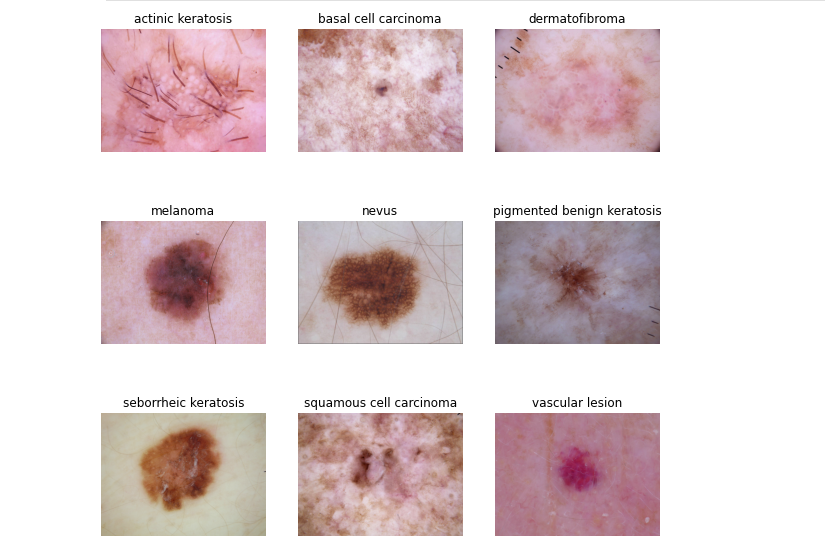 actinic keratosis
basal cell carcinoma
dermatofibroma
melanoma
nevus
pigmented benign keratosis
seborrheic keratosis
squamous cell carcinoma
vascular lesion